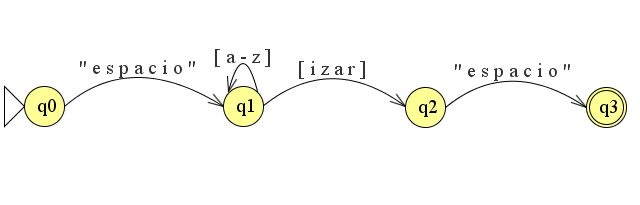 "espacio"
[a-z]
[izar]
"espacio"
q0
q1
q2
q3